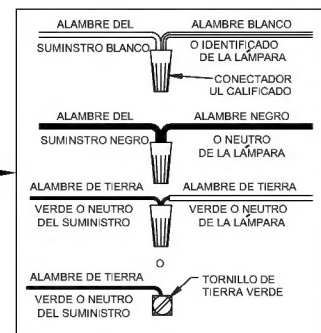 ALAMBRE DEL ALAMBRE BLANCO
SUMINSTRO BLANCO O IDENTIFICADO
DE LA LÁMPARA
CONECTADOR
UL CALIFICADO
ALAMBRE DEL ALAMBRE NEGRO
SUMINSTRO NEGRO O NEUTRO
DE LA LÁMPARA
ALAMBRE DE TIERRA ALAMBRE DE TIERRA
VERDE O NEUTRO VERDE O NEUTRO
DEL SUMINISTRO DE LA LÁMPARA
O
ALAMBRE DE TIERRA TORNILLO DE
TIERRA VERDE
VERDE O NEUTRO
DEL SUMINISTRO